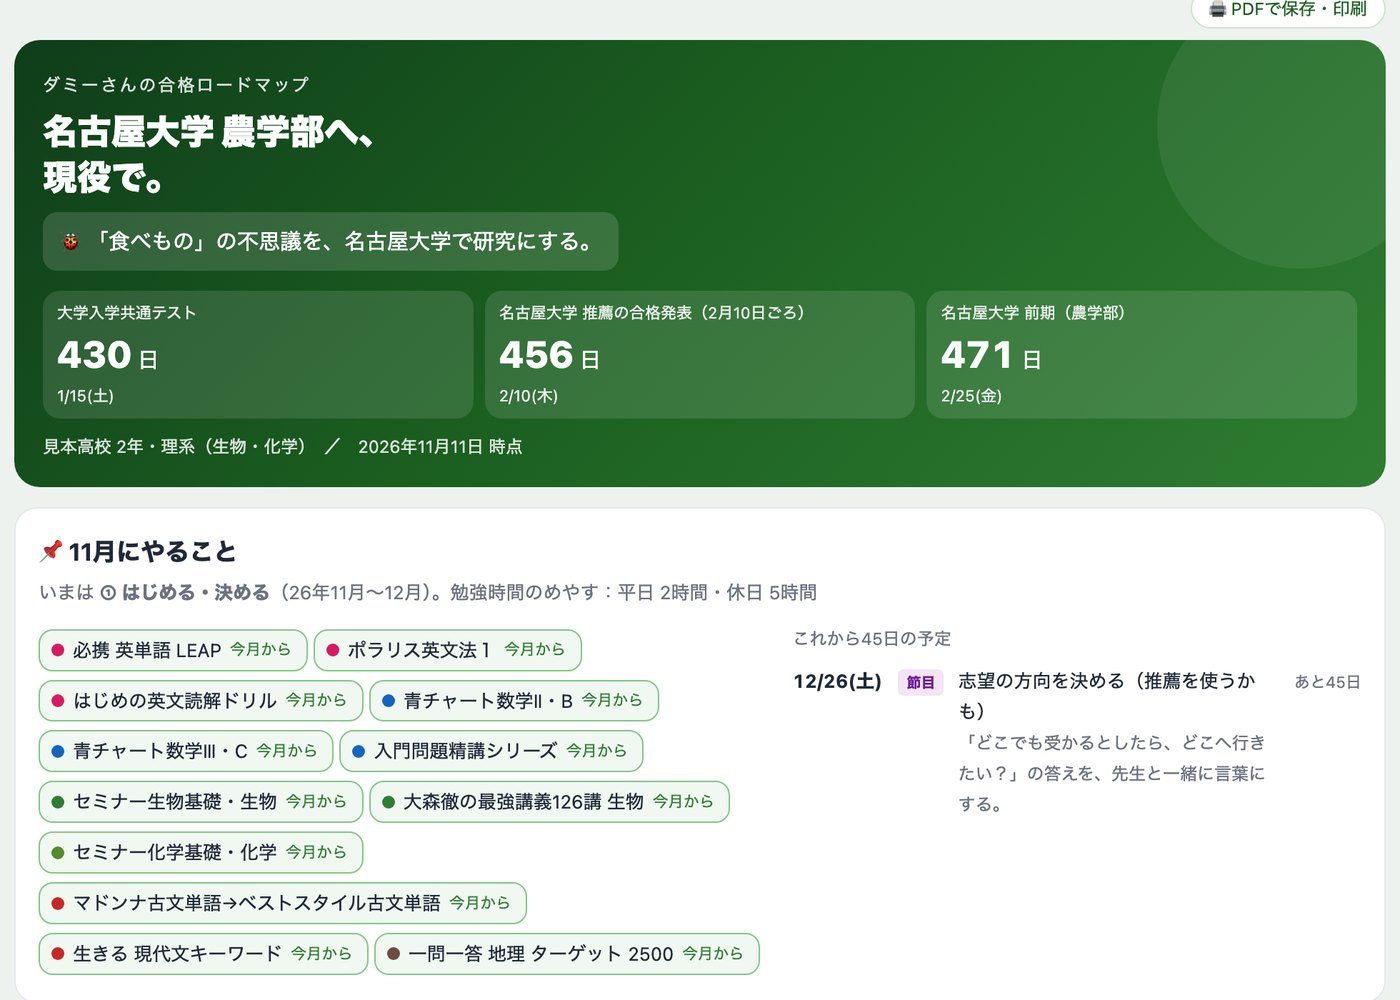 PDFで保存・印刷
ダミーさんの合格ロードマップ
名古屋大学 農学部へ、
現役で。
「食べもの」の不思議を、名古屋大学で研究にする。
大学入学共通テスト
430 日
1/15(土)
名古屋大学 推薦の合格発表（2月10日ごろ）
456 日
2/10(木)
名古屋大学 前期（農学部）
471 日
2/25(金)
見本高校 2年・理系（生物・化学） ／ 2026年11月11日 時点
11月にやること
いまは ① はじめる・決める（26年11月〜12月）。勉強時間のめやす：平日 2時間・休日 5時間
必携 英単語 LEAP 今月から
ポラリス英文法 1 今月から
はじめの英文読解ドリル 今月から
青チャート数学II・B 今月から
青チャート数学III・C 今月から
入門問題精講シリーズ 今月から
セミナー生物基礎・生物 今月から
大森徹の最強講義126講 生物 今月から
セミナー化学基礎・化学 今月から
マドンナ古文単語→ベストスタイル古文単語 今月から
生きる 現代文キーワード 今月から
一問一答 地理 ターゲット 2500 今月から
これから45日の予定
12/26(土) 節目 志望の方向を決める（推薦を使うか あと45日
も）
「どこでも受かるとしたら、どこへ行き
たい？」の答えを、先生と一緒に言葉に
する。